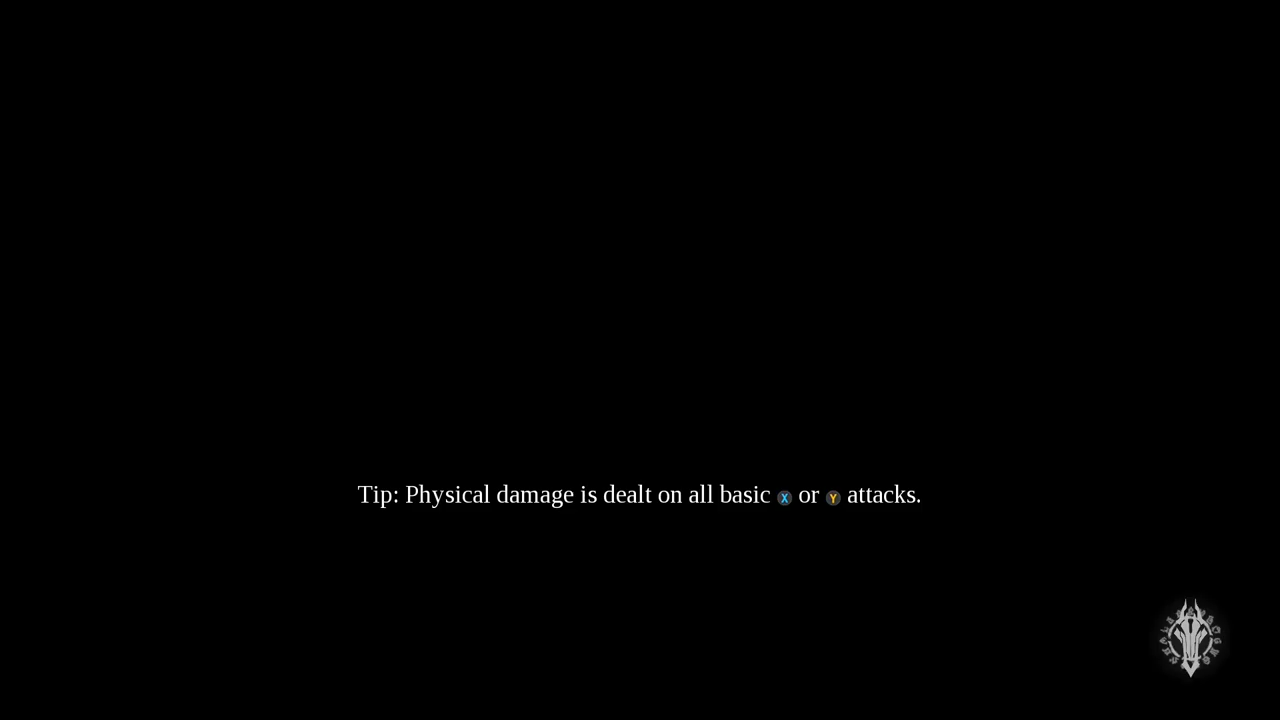 Tip: Physical damage is dealt on all basic X or Y attacks.